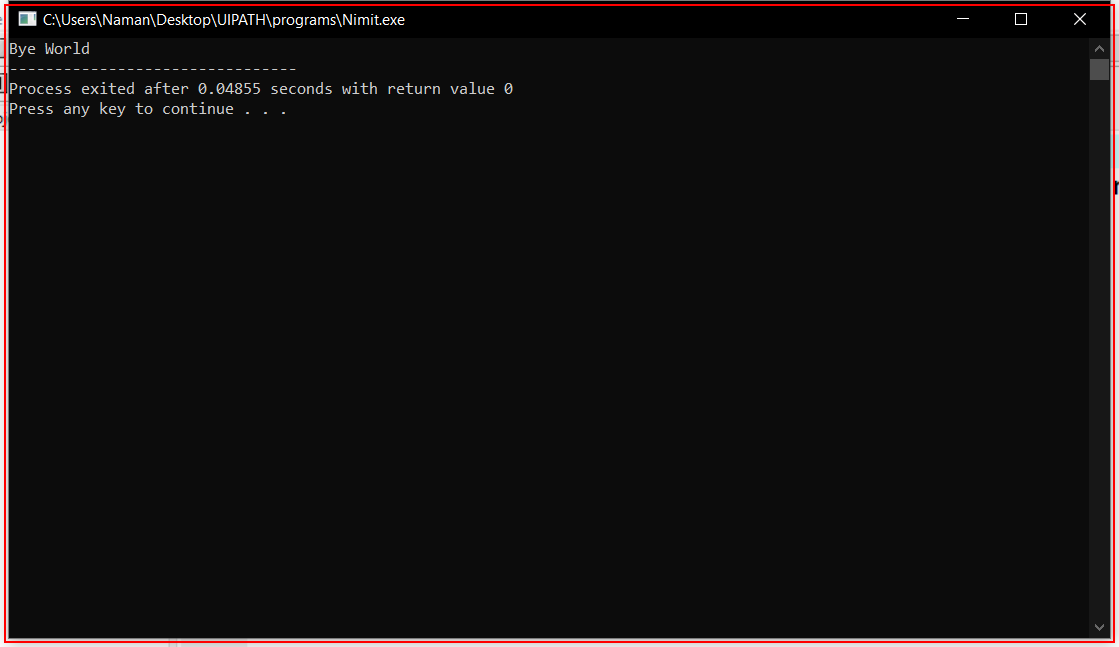 C:\Users\Naman\Desktop\UIPATH\programs\Nimit.exe
Bye World
--------------------------------
Process exited after 0.04855 seconds with return value 0
Press any key to continue . . .